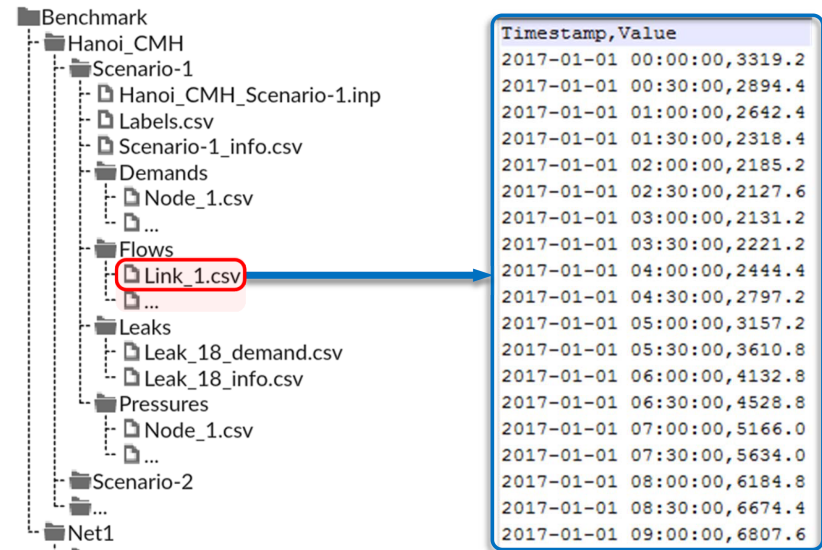 Benchmark
Hanoi_CMH
Scenario-1
Hanoi_CMH_Scenario-1.inp
Labels.csv
Scenario-1_info.csv
Demands
Node_1.csv
...
Flows
Link_1.csv
...
Leaks
Leak_18_demand.csv
Leak_18_info.csv
Pressures
Node_1.csv
...
Scenario-2
...
Net1
Timestamp,Value
2017-01-01 00:00:00,3319.2
2017-01-01 00:30:00,2894.4
2017-01-01 01:00:00,2642.4
2017-01-01 01:30:00,2318.4
2017-01-01 02:00:00,2185.2
2017-01-01 02:30:00,2127.6
2017-01-01 03:00:00,2131.2
2017-01-01 03:30:00,2221.2
2017-01-01 04:00:00,2444.4
2017-01-01 04:30:00,2797.2
2017-01-01 05:00:00,3157.2
2017-01-01 05:30:00,3610.8
2017-01-01 06:00:00,4132.8
2017-01-01 06:30:00,4528.8
2017-01-01 07:00:00,5166.0
2017-01-01 07:30:00,5634.0
2017-01-01 08:00:00,6184.8
2017-01-01 08:30:00,6674.4
2017-01-01 09:00:00,6807.6